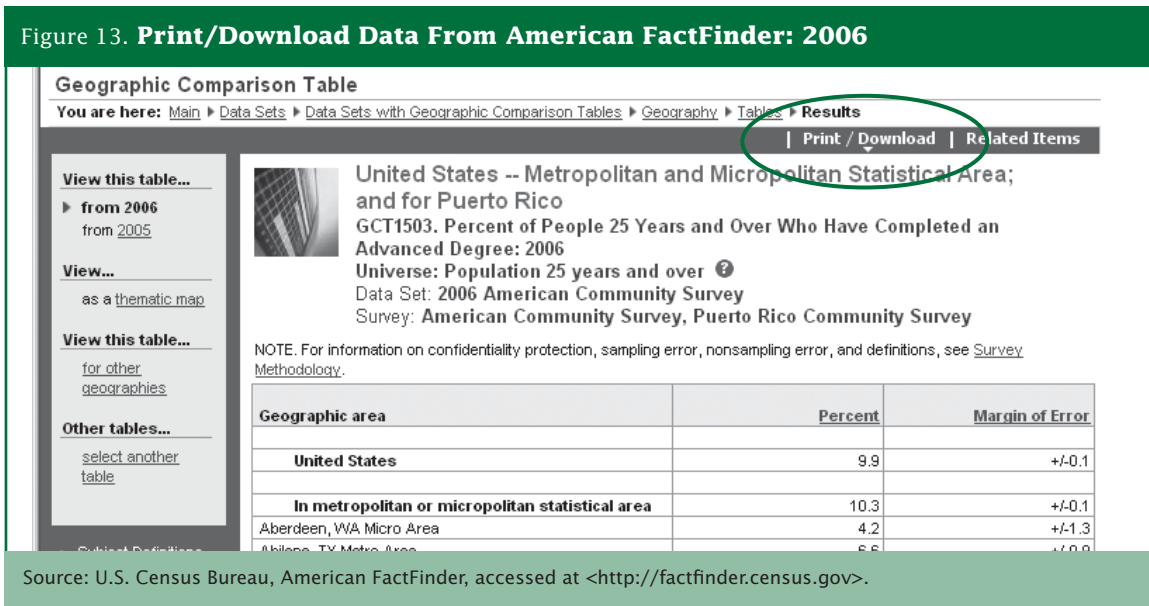 Figure 13. Print/Download Data From American FactFinder: 2006
Geographic Comparison Table
You are here: Main ▶ Data Sets ▶ Data Sets with Geographic Comparison Tables ▶ Geography ▶ Tables ▶ Results
| Print / Download | Related Items
View this table...
from 2006
from 2005
View...
as a thematic map
View this table...
for other
geographies
Other tables...
select another
table
United States -- Metropolitan and Micropolitan Statistical Area;
and for Puerto Rico
GCT1503. Percent of People 25 Years and Over Who Have Completed an
Advanced Degree: 2006
Universe: Population 25 years and over
Data Set: 2006 American Community Survey
Survey: American Community Survey, Puerto Rico Community Survey
NOTE. For information on confidentiality protection, sampling error, nonsampling error, and definitions, see Survey
Methodology.
Geographic area Percent Margin of Error
United States 9.9 +/-0.1
In metropolitan or micropolitan statistical area 10.3 +/-0.1
Aberdeen, WA Micro Area 4.2 +/-1.3
Source: U.S. Census Bureau, American FactFinder, accessed at <http://factfinder.census.gov>.